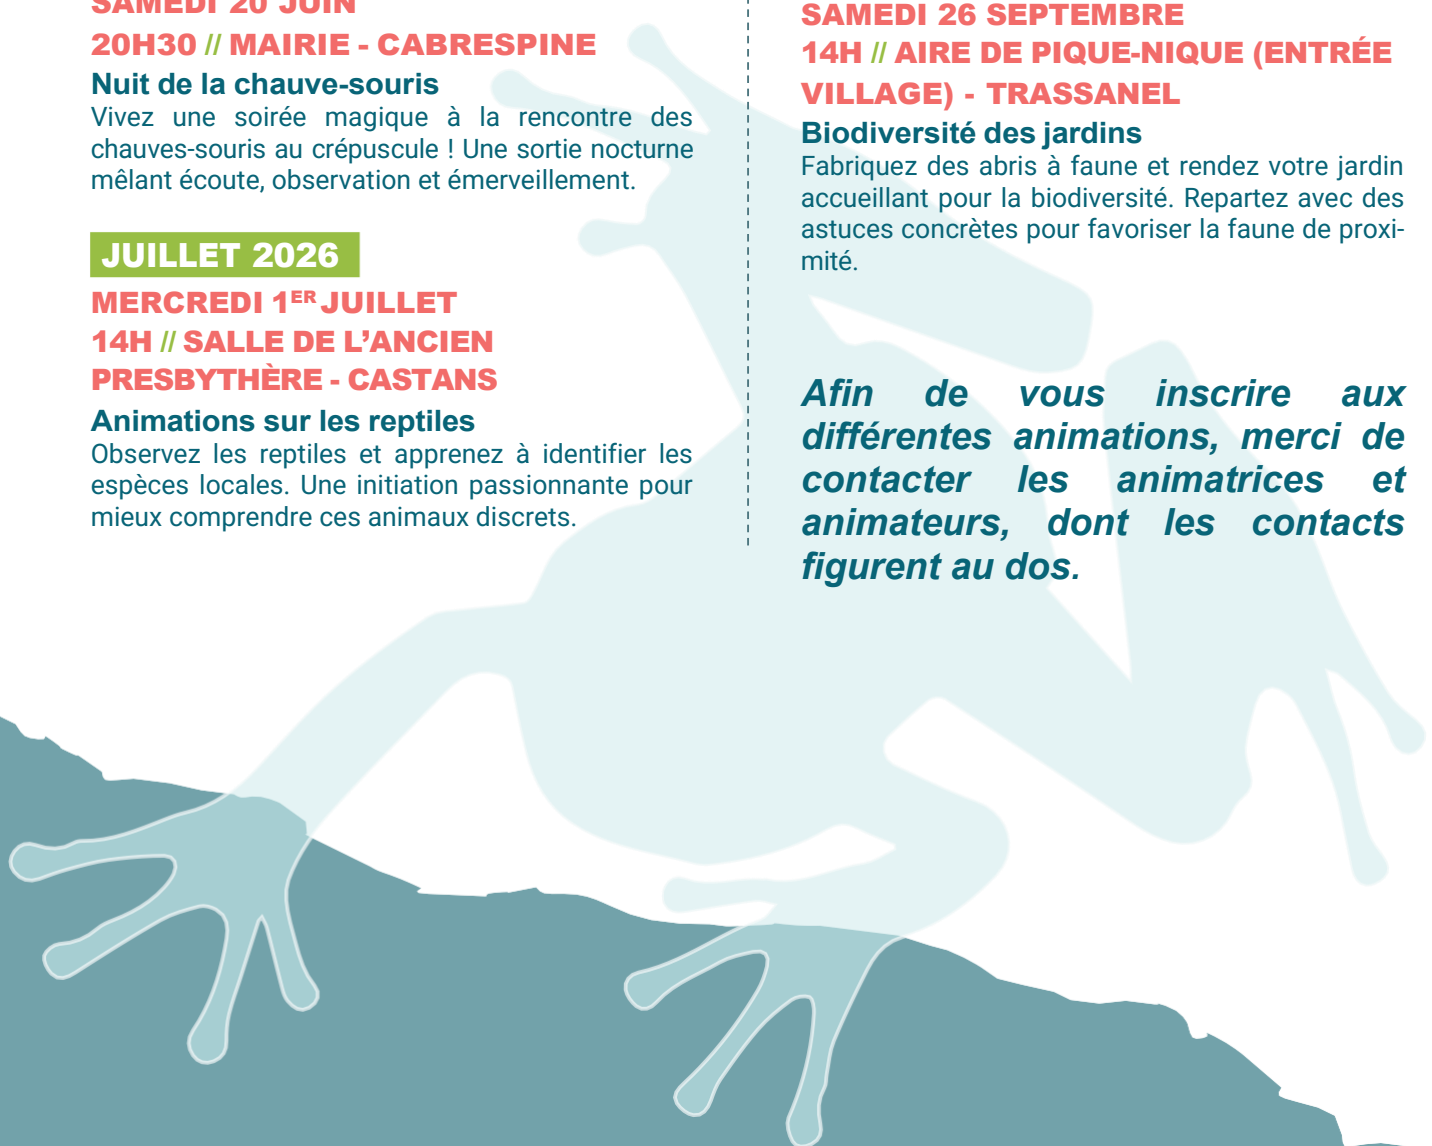 SAMEDI 20 JUIN
20H30 // MAIRIE - CABRESPINE
Nuit de la chauve-souris
Vivez une soirée magique à la rencontre des
chauves-souris au crépuscule ! Une sortie nocturne
mêlant écoute, observation et émerveillement.
JUILLET 2026
MERCREDI 1ER JUILLET
14H // SALLE DE L’ANCIEN
PRESBYTHÈRE - CASTANS
Animations sur les reptiles
Observez les reptiles et apprenez à identifier les
espèces locales. Une initiation passionnante pour
mieux comprendre ces animaux discrets.
SAMEDI 26 SEPTEMBRE
14H // AIRE DE PIQUE-NIQUE (ENTRÉE
VILLAGE) - TRASSANEL
Biodiversité des jardins
Fabriquez des abris à faune et rendez votre jardin
accueillant pour la biodiversité. Repartez avec des
astuces concrètes pour favoriser la faune de proxi-
mité.
Afin de vous inscrire aux
différentes animations, merci de
contacter les animatrices et
animateurs, dont les contacts
figurent au dos.